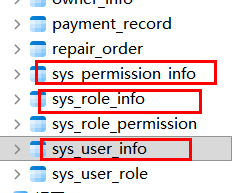 owner_info
payment_record
repair_order
sys_permission_info
sys_role_info
sys_role_permission
sys_user_info
sys_user_role